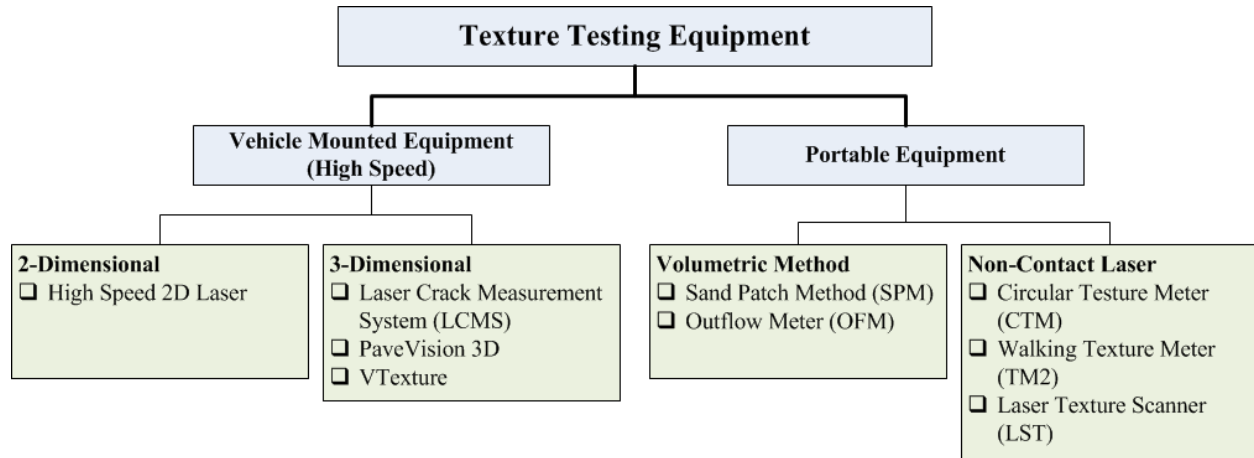 Texture Testing Equipment
Vehicle Mounted Equipment
(High Speed)
Portable Equipment
2-Dimensional
❑ High Speed 2D Laser
3-Dimensional
❑ Laser Crack Measurement
System (LCMS)
❑ PaveVision 3D
❑ VTexture
Volumetric Method
❑ Sand Patch Method (SPM)
❑ Outflow Meter (OFM)
Non-Contact Laser
❑ Circular Testure Meter
(CTM)
❑ Walking Texture Meter
(TM2)
❑ Laser Texture Scanner
(LST)